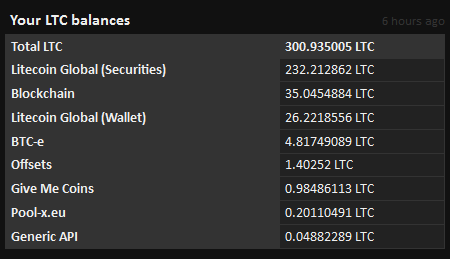 Your LTC balances 6 hours ago
Total LTC 300.935005 LTC
Litecoin Global (Securities) 232.212862 LTC
Blockchain 35.0454884 LTC
Litecoin Global (Wallet) 26.2218556 LTC
BTC-e 4.81749089 LTC
Offsets 1.40252 LTC
Give Me Coins 0.98486113 LTC
Pool-x.eu 0.20110491 LTC
Generic API 0.04882289 LTC